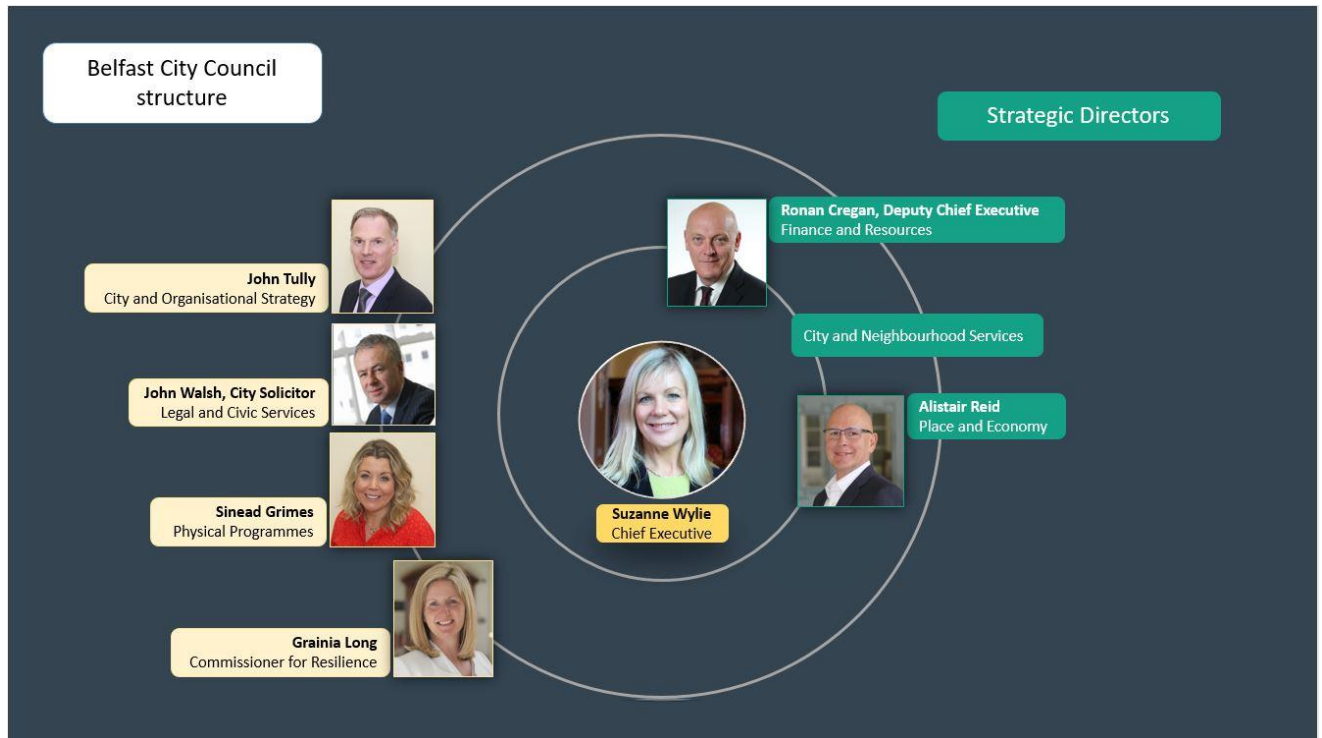 Belfast City Council
structure
Strategic Directors
Ronan Cregan, Deputy Chief Executive
Finance and Resources
John Tully
City and Organisational Strategy
City and Neighbourhood Services
John Walsh, City Solicitor
Legal and Civic Services
Alistair Reid
Place and Economy
Sinead Grimes
Physical Programmes
Suzanne Wylie
Chief Executive
Grainia Long
Commissioner for Resilience